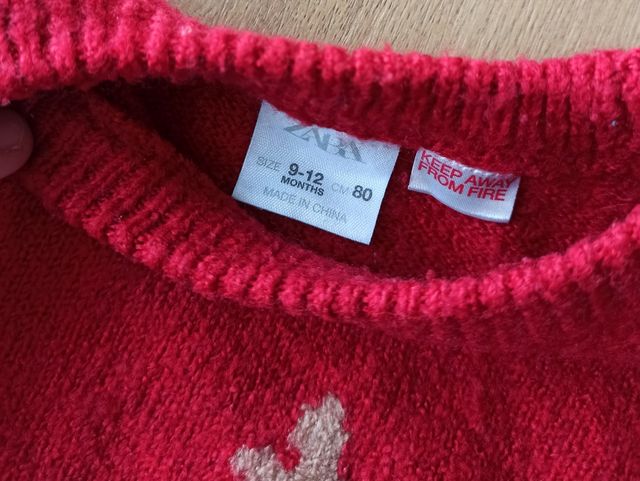 ZARA
SIZE 9-12 MONTHS CM 80
MADE IN CHINA
KEEP AWAY
FROM FIRE